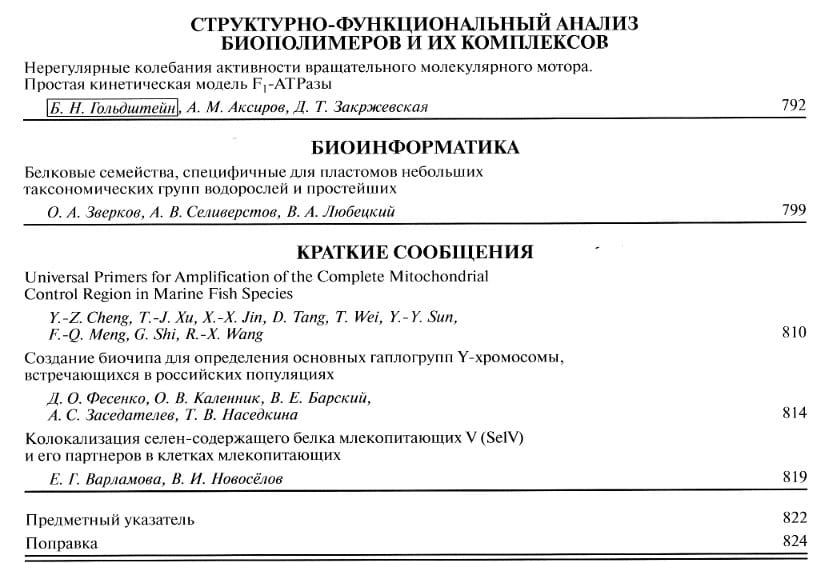 СТРУКТУРНО-ФУНКЦИОНАЛЬНЫЙ АНАЛИЗ
БИОПОЛИМЕРОВ И ИХ КОМПЛЕКСОВ
Нерегулярные колебания активности вращательного молекулярного мотора.
Простая кинетическая модель F₁-АТРазы
Б. Н. Гольдштейн, А. М. Аксиров, Д. Т. Закржевская 792
БИОИНФОРМАТИКА
Белковые семейства, специфичные для пластомов небольших
таксономических групп водорослей и простейших
О. А. Зверков, А. В. Селиверстов, В. А. Любецкий 799
КРАТКИЕ СООБЩЕНИЯ
Universal Primers for Amplification of the Complete Mitochondrial
Control Region in Marine Fish Species
Y.-Z. Cheng, T.-J. Xu, X.-X. Jin, D. Tang, T. Wei, Y.-Y. Sun,
F.-Q. Meng, G. Shi, R.-X. Wang 810
Создание биочипа для определения основных гаплогрупп Y-хромосомы,
встречающихся в российских популяциях
Д. О. Фесенко, О. В. Каленник, В. Е. Барский,
А. С. Заседателев, Т. В. Наседкина 814
Колокализация селен-содержащего белка млекопитающих V (SelV)
и его партнеров в клетках млекопитающих
Е. Г. Варламова, В. И. Новосёлов 819
Предметный указатель 822
Поправка 824